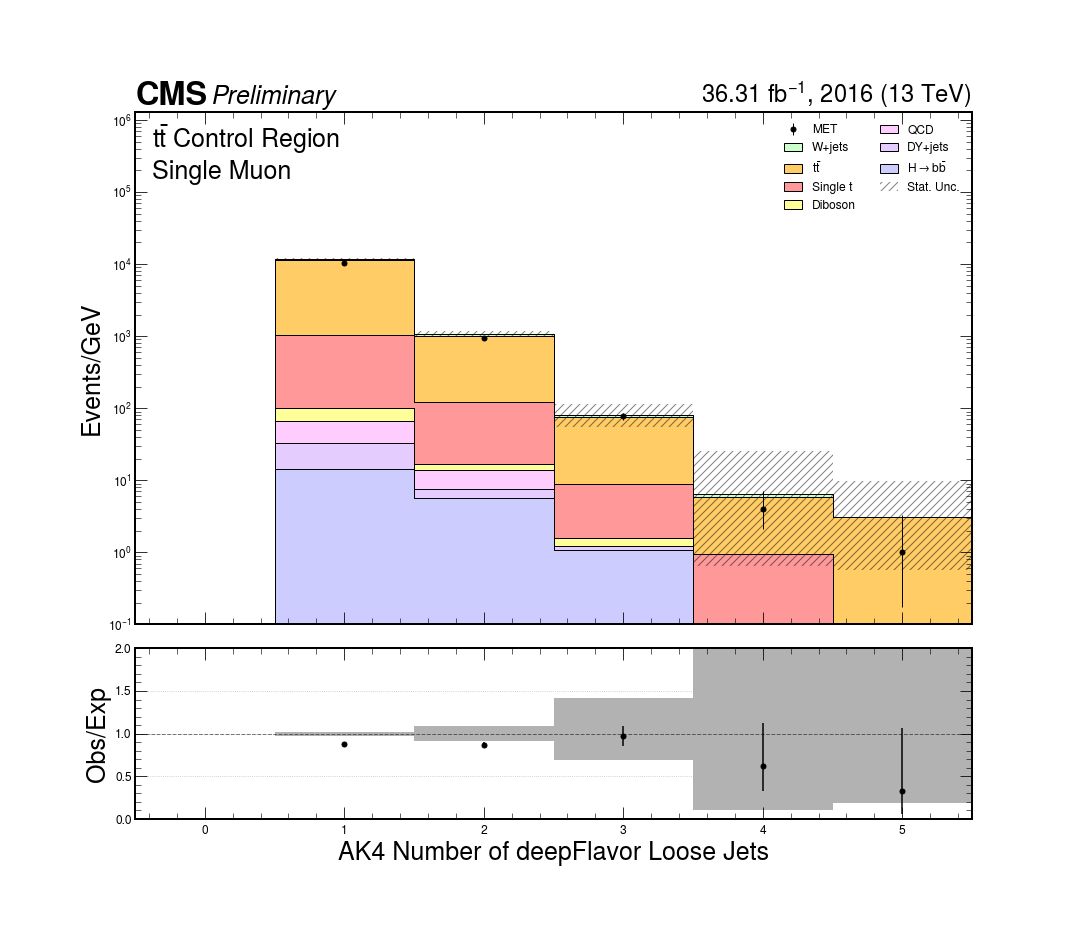 CMS Preliminary
36.31 fb⁻¹, 2016 (13 TeV)
tt̄ Control Region
Single Muon
MET
W+jets
tt̄
Single t
Diboson
QCD
DY+jets
H→bb̄
Stat. Unc.
Events/GeV
10⁶
10⁵
10⁴
10³
10²
10¹
10⁰
10⁻¹
Obs/Exp
2.0
1.5
1.0
0.5
0.0
0 1 2 3 4 5
AK4 Number of deepFlavor Loose Jets